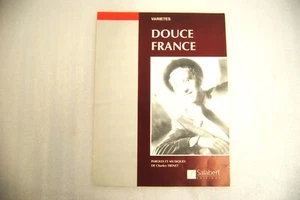 VARIETES
DOUCE
FRANCE
PAROLES ET MUSIQUES
DE Charles TRENET
Salabert